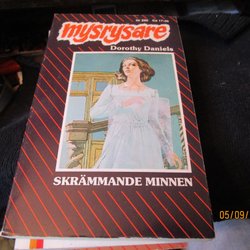 mysrysare
Dorothy Daniels
SKRÄMMANDE MINNEN
05/09/